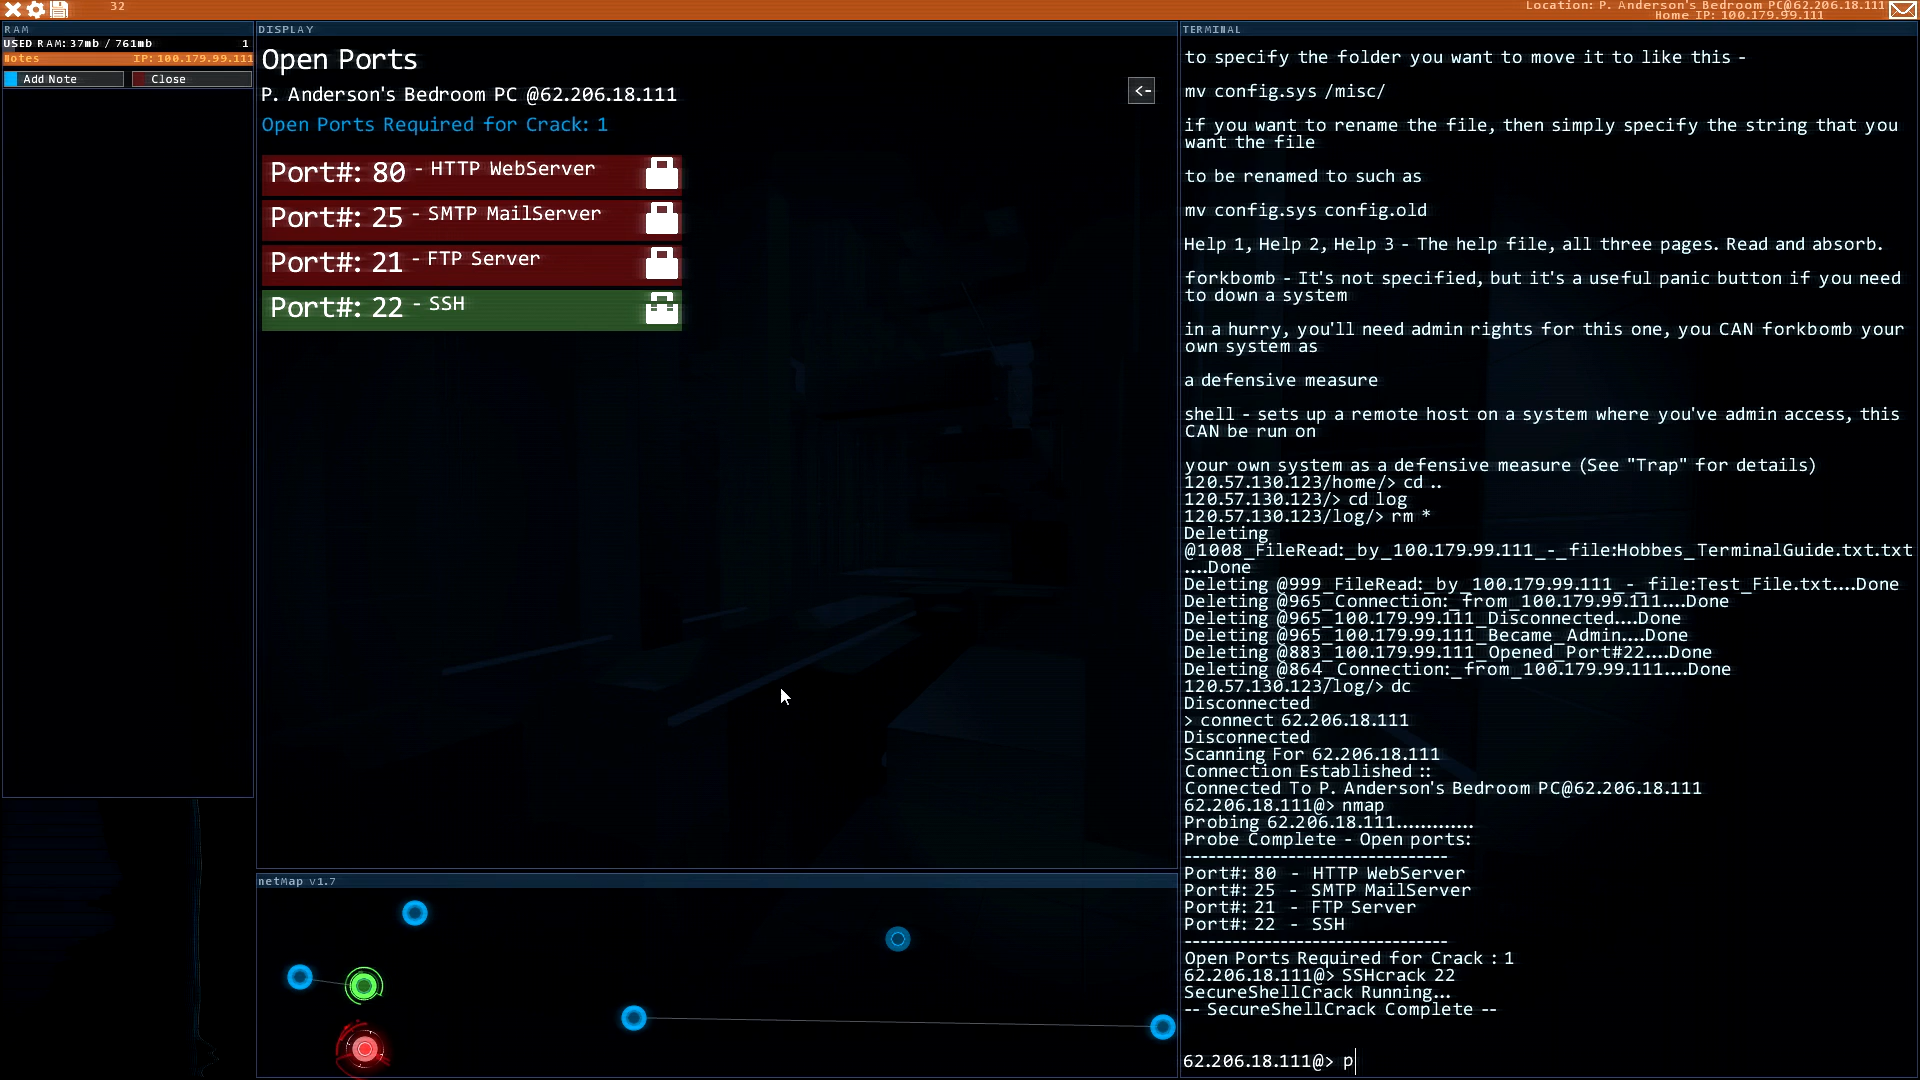 32
Location: P. Anderson's Bedroom PC@62.206.18.111
Home IP: 100.179.99.111
RAM
USED RAM: 37mb / 761mb 1
Notes IP: 100.179.99.111
Add Note
Close
DISPLAY
Open Ports
P. Anderson's Bedroom PC @62.206.18.111
<-
Open Ports Required for Crack: 1
Port#: 80 - HTTP WebServer
Port#: 25 - SMTP MailServer
Port#: 21 - FTP Server
Port#: 22 - SSH
netMap v1.7
TERMINAL
to specify the folder you want to move it to like this -
mv config.sys /misc/
if you want to rename the file, then simply specify the string that you
want the file
to be renamed to such as
mv config.sys config.old
Help 1, Help 2, Help 3 - The help file, all three pages. Read and absorb.
forkbomb - It's not specified, but it's a useful panic button if you need
to down a system
in a hurry, you'll need admin rights for this one, you CAN forkbomb your
own system as
a defensive measure
shell - sets up a remote host on a system where you've admin access, this
CAN be run on
your own system as a defensive measure (See "Trap" for details)
120.57.130.123/home/> cd ..
120.57.130.123/> cd log
120.57.130.123/log/> rm *
Deleting
@1008_FileRead:_by_100.179.99.111_-_file:Hobbes_TerminalGuide.txt.txt
....Done
Deleting @999_FileRead:_by_100.179.99.111_-_file:Test_File.txt....Done
Deleting @965_Connection:_from_100.179.99.111....Done
Deleting @965_100.179.99.111_Disconnected....Done
Deleting @965_100.179.99.111_Became_Admin....Done
Deleting @883_100.179.99.111_Opened_Port#22....Done
Deleting @864_Connection:_from_100.179.99.111....Done
120.57.130.123/log/> dc
Disconnected
> connect 62.206.18.111
Disconnected
Scanning For 62.206.18.111
Connection Established ::
Connected To P. Anderson's Bedroom PC@62.206.18.111
62.206.18.111@> nmap
Probing 62.206.18.111.............
Probe Complete - Open ports:
---------------------------------
Port#: 80 - HTTP WebServer
Port#: 25 - SMTP MailServer
Port#: 21 - FTP Server
Port#: 22 - SSH
---------------------------------
Open Ports Required for Crack : 1
62.206.18.111@> SSHcrack 22
SecureShellCrack Running...
-- SecureShellCrack Complete --
62.206.18.111@> p